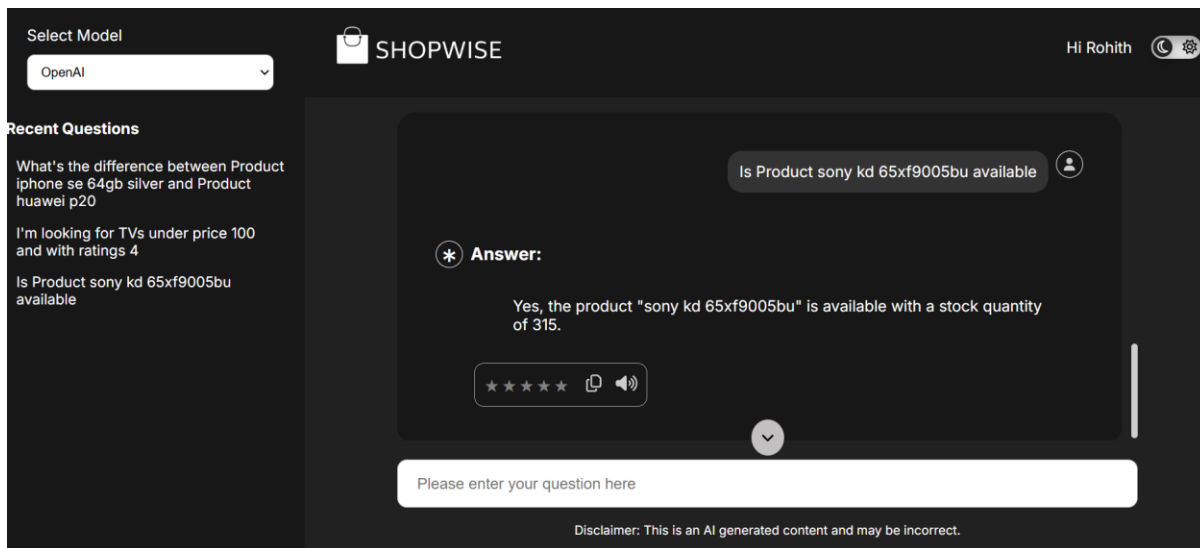 Select Model
OpenAI
Recent Questions
What's the difference between Product
iphone se 64gb silver and Product
huawei p20
I'm looking for TVs under price 100
and with ratings 4
Is Product sony kd 65xf9005bu
available
SHOPWISE
Hi Rohith
Is Product sony kd 65xf9005bu available
Answer:
Yes, the product "sony kd 65xf9005bu" is available with a stock quantity
of 315.
Please enter your question here
Disclaimer: This is an AI generated content and may be incorrect.